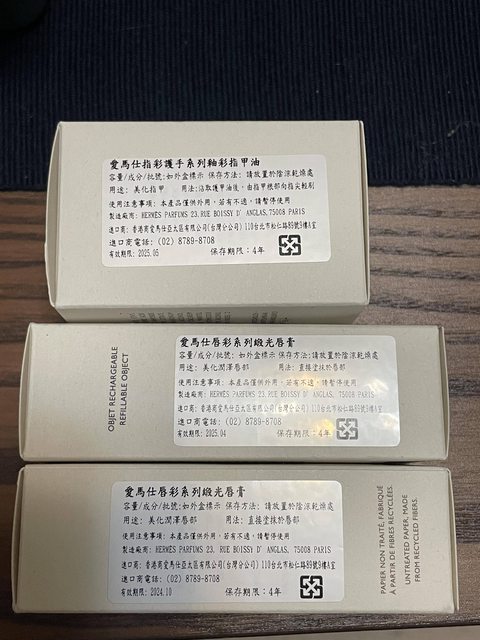 愛馬仕指彩護手系列釉彩指甲油
容量/成分/批號:如外盒標示 保存方法: 請放置於陰涼乾燥處
用途: 美化指甲 用法:沾取護甲油後, 由指甲根部向指尖輕刷
使用注意事項: 本產品僅供外用, 若有不適, 請暫停使用
製造廠商: HERMÈS PARFUMS 23, RUE BOISSY D' ANGLAS, 75008 PARIS
進口商: 香港商愛馬仕亞太區有限公司(台灣分公司) 110台北市松仁路89號9樓A室
進口商電話: (02) 8789-8708
有效期限: 2025.05 保存期限: 4年
OBJET RECHARGEABLE
REFILLABLE OBJECT
愛馬仕唇彩系列緞光唇膏
容量/成分/批號: 如外盒標示 保存方法:請放置於陰涼乾燥處
用途: 美化潤澤唇部 用法: 直接塗抹於唇部
使用注意事項: 本產品僅供外用, 若有不適, 請暫停使用
製造廠商: HERMÈS PARFUMS 23, RUE BOISSY D' ANGLAS, 75008 PARIS
進口商: 香港商愛馬仕亞太區有限公司(台灣分公司) 110台北市松仁路89號9樓A室
進口商電話: (02) 8789-8708
有效期限: 2025.04 保存期限: 4年
愛馬仕唇彩系列緞光唇膏
容量/成分/批號: 如外盒標示 保存方法: 請放置於陰涼乾燥處
用途: 美化潤澤唇部 用法: 直接塗抹於唇部
使用注意事項: 本產品僅供外用, 若有不適, 請暫停使用
製造廠商: HERMÈS PARFUMS 23, RUE BOISSY D' ANGLAS, 75008 PARIS
進口商: 香港商愛馬仕亞太區有限公司(台灣分公司) 110台北市松仁路89號9樓A室
進口商電話: (02) 8789-8708
有效期限: 2024.10 保存期限: 4年
PAPIER NON TRAITÉ, FABRIQUÉ
À PARTIR DE FIBRES RECYCLÉES.
UNTREATED PAPER, MADE
FROM RECYCLED FIBERS.